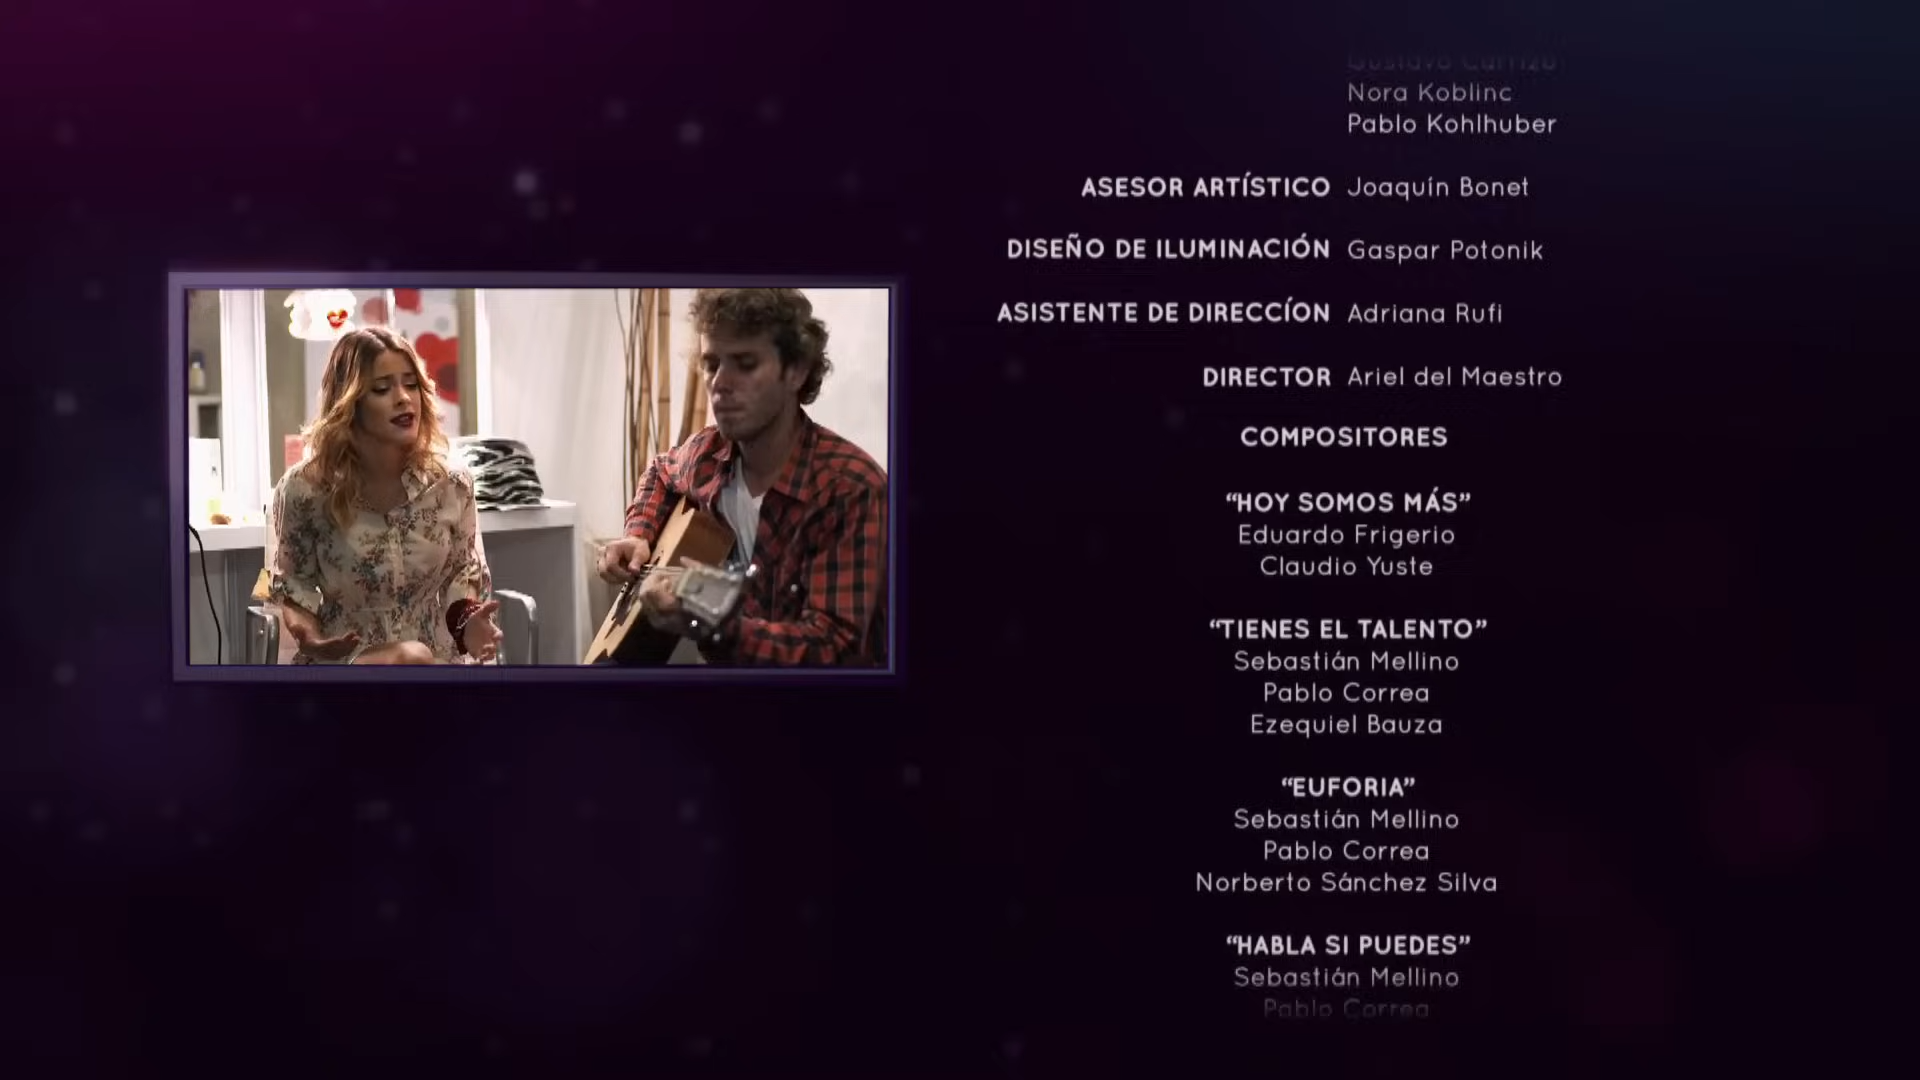 Nora Koblinc
Pablo Kohlhuber
ASESOR ARTÍSTICO Joaquín Bonet
DISEÑO DE ILUMINACIÓN Gaspar Potonik
ASISTENTE DE DIRECCÍON Adriana Rufi
DIRECTOR Ariel del Maestro
COMPOSITORES
“HOY SOMOS MÁS”
Eduardo Frigerio
Claudio Yuste
“TIENES EL TALENTO”
Sebastián Mellino
Pablo Correa
Ezequiel Bauza
“EUFORIA”
Sebastián Mellino
Pablo Correa
Norberto Sánchez Silva
“HABLA SI PUEDES”
Sebastián Mellino
Pablo Correa